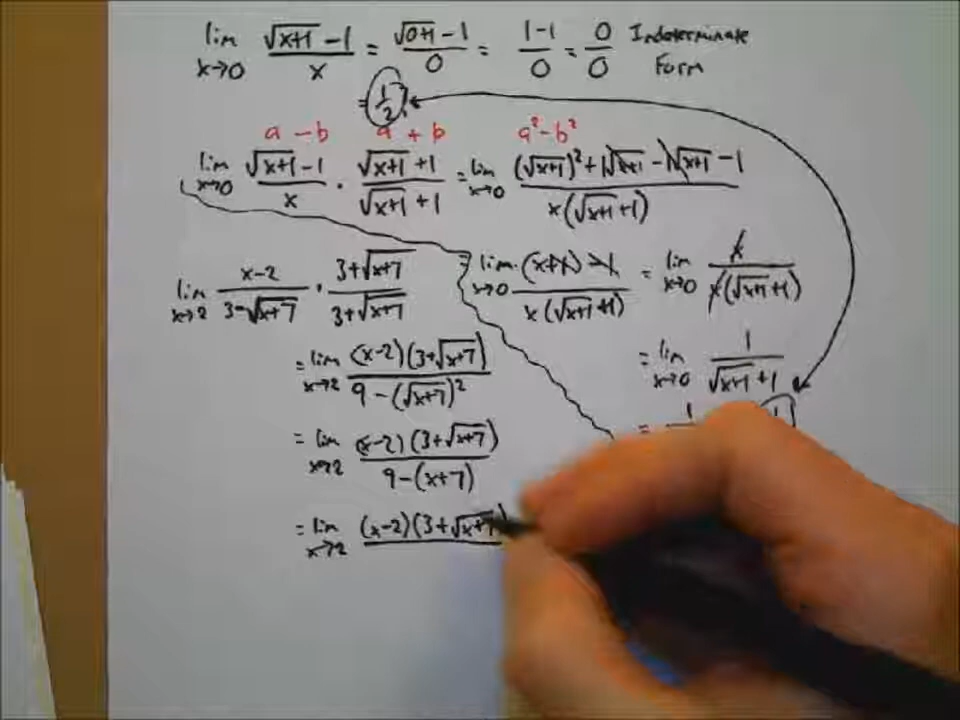 lim x→0 (√(x+1) −1)/x = (√(0+1) −1)/0 = (1−1)/0 = 0/0 Indeterminate Form
= 1/2
a − b a + b a² − b²
lim x→0 (√(x+1) −1)/x · (√(x+1) +1)/(√(x+1) +1) = lim x→0 ((√(x+1))² + 1√(x+1) − 1√(x+1) − 1)/(x(√(x+1) +1))
= lim x→0 ((x+1) −1)/(x(√(x+1) +1)) = lim x→0 x/(x(√(x+1) +1))
= lim x→0 1/(√(x+1) +1)
= 1
lim x→2 (x−2)/(3−√(x+7)) · (3+√(x+7))/(3+√(x+7))
= lim x→2 ((x−2)(3+√(x+7)))/(9−(√(x+7))²)
= lim x→2 ((x−2)(3+√(x+7)))/(9−(x+7))
= lim x→2 (x−2)(3+√(x+7))